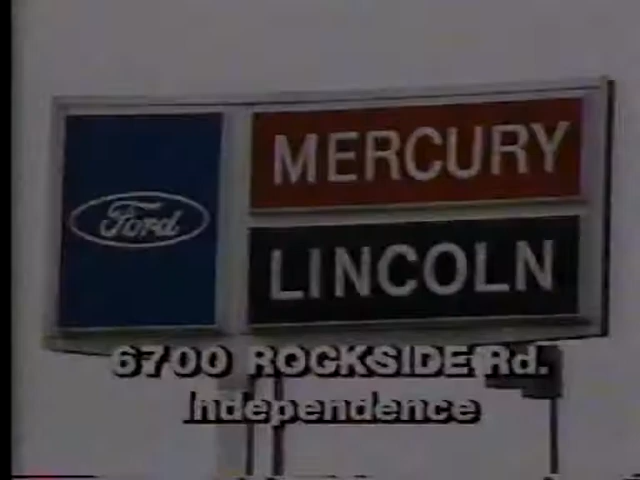 Ford
MERCURY
LINCOLN
6700 ROCKSIDE Rd.
Independence